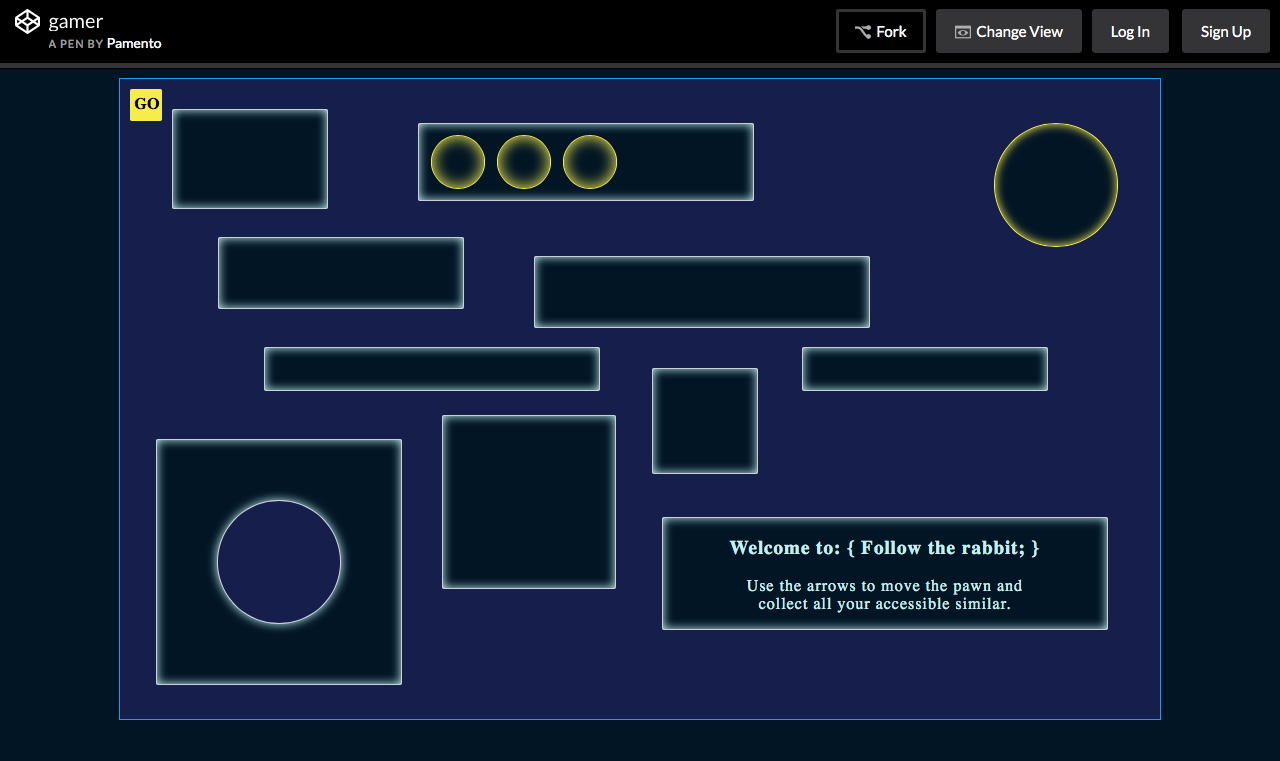 gamer
A PEN BY Pamento
Fork
Change View
Log In
Sign Up
GO
Welcome to: { Follow the rabbit; }
Use the arrows to move the pawn and
collect all your accessible similar.